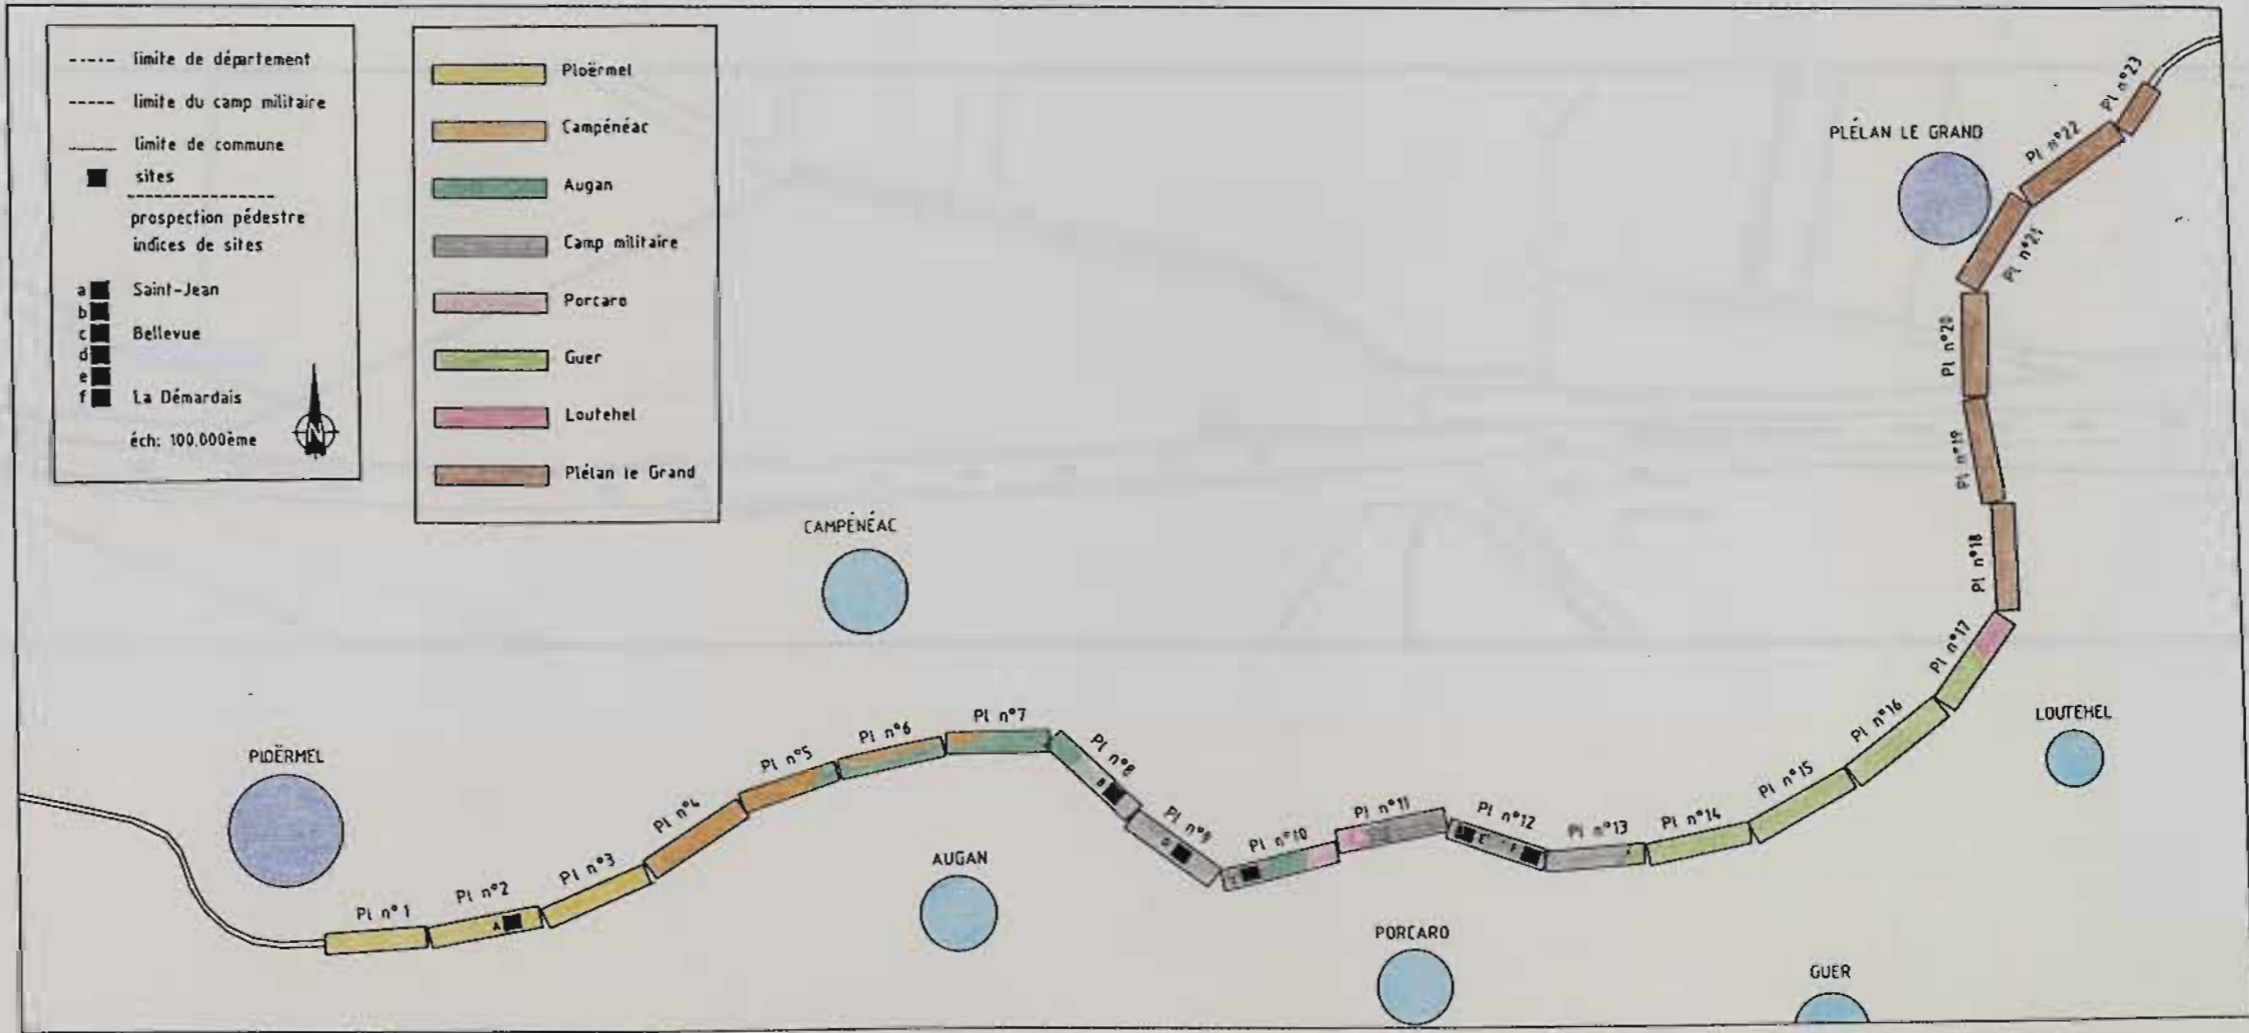 limite de département
limite du camp militaire
limite de commune
sites
prospection pédestre
indices de sites
a Saint-Jean
b
c Bellevue
d
e
f La Démardais
éch: 100.000ème
N
Ploërmel
Campénéac
Augan
Camp militaire
Porcaro
Guer
Loutehel
Plélan le Grand
PLÉLAN LE GRAND
CAMPÉNÉAC
PLOËRMEL
AUGAN
PORCARO
GUER
LOUTEHEL
Pl n°1
Pl n°2
A
Pl n°3
Pl n°4
Pl n°5
Pl n°6
Pl n°7
Pl n°8
B
Pl n°9
Pl n°10
Pl n°11
Pl n°12
E
F
Pl n°13
Pl n°14
Pl n°15
Pl n°16
Pl n°17
Pl n°18
Pl n°19
Pl n°20
Pl n°21
Pl n°22
Pl n°23